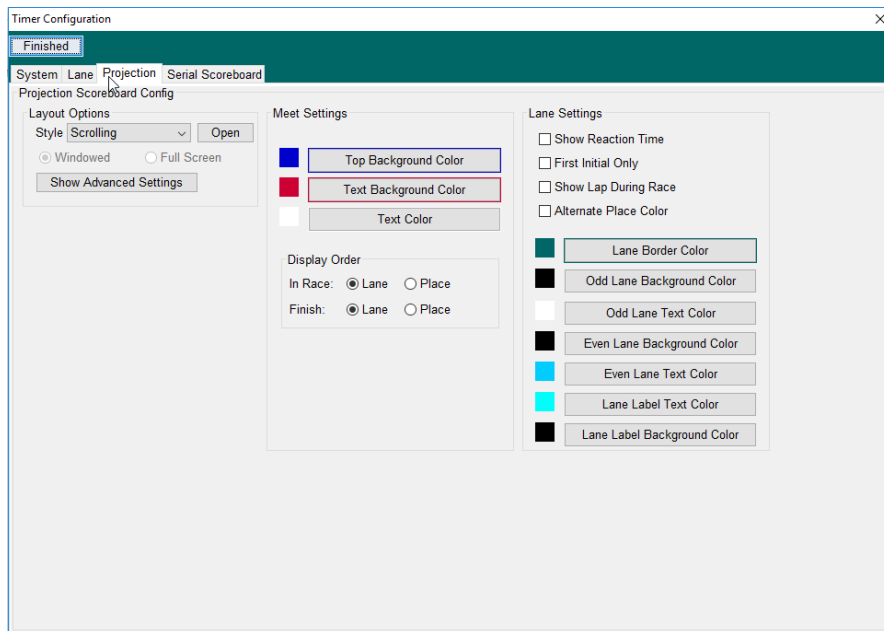 Timer Configuration
Finished
System Lane Projection Serial Scoreboard
Projection Scoreboard Config
Layout Options
Style Scrolling Open
Windowed Full Screen
Show Advanced Settings
Meet Settings
Top Background Color
Text Background Color
Text Color
Display Order
In Race: Lane Place
Finish: Lane Place
Lane Settings
Show Reaction Time
First Initial Only
Show Lap During Race
Alternate Place Color
Lane Border Color
Odd Lane Background Color
Odd Lane Text Color
Even Lane Background Color
Even Lane Text Color
Lane Label Text Color
Lane Label Background Color